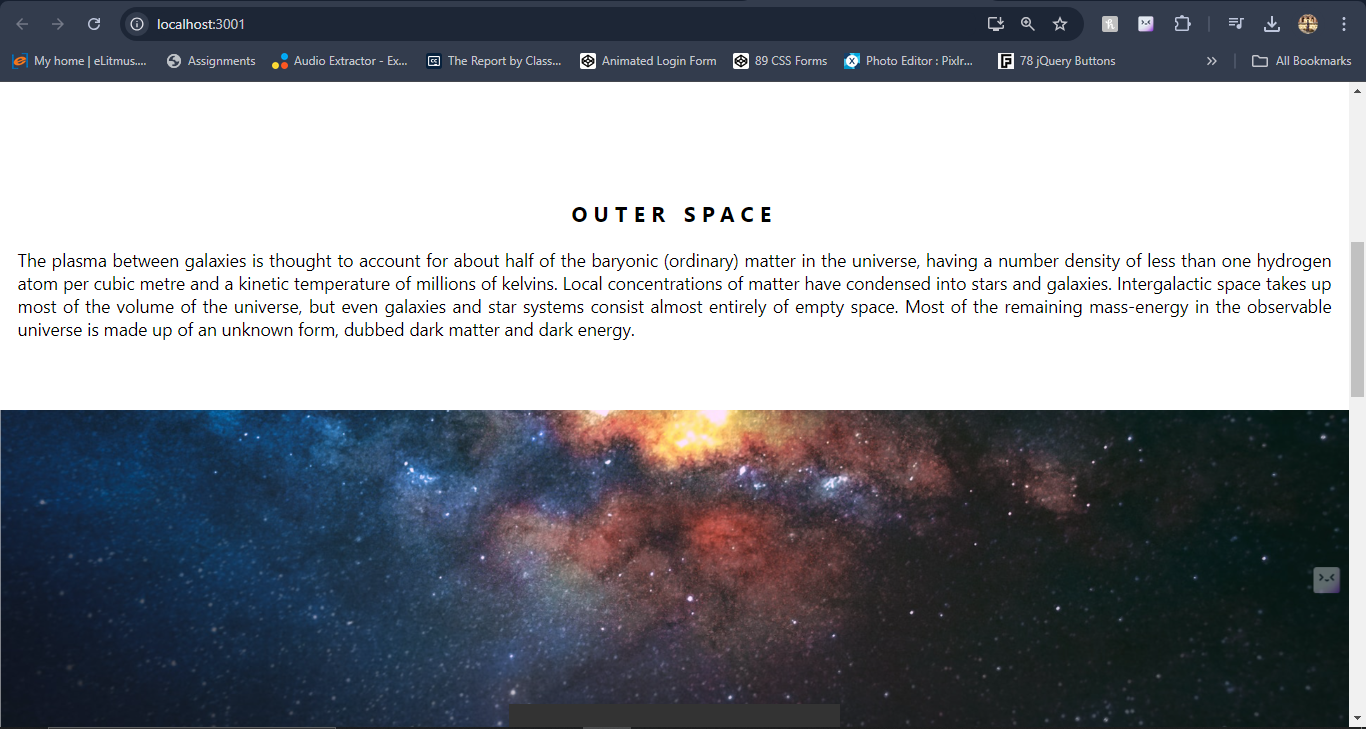 localhost:3001
My home | eLitmus.... Assignments Audio Extractor - Ex... The Report by Class... Animated Login Form 89 CSS Forms Photo Editor : Pixlr... 78 jQuery Buttons » All Bookmarks
OUTER SPACE
The plasma between galaxies is thought to account for about half of the baryonic (ordinary) matter in the universe, having a number density of less than one hydrogen
atom per cubic metre and a kinetic temperature of millions of kelvins. Local concentrations of matter have condensed into stars and galaxies. Intergalactic space takes up
most of the volume of the universe, but even galaxies and star systems consist almost entirely of empty space. Most of the remaining mass-energy in the observable
universe is made up of an unknown form, dubbed dark matter and dark energy.